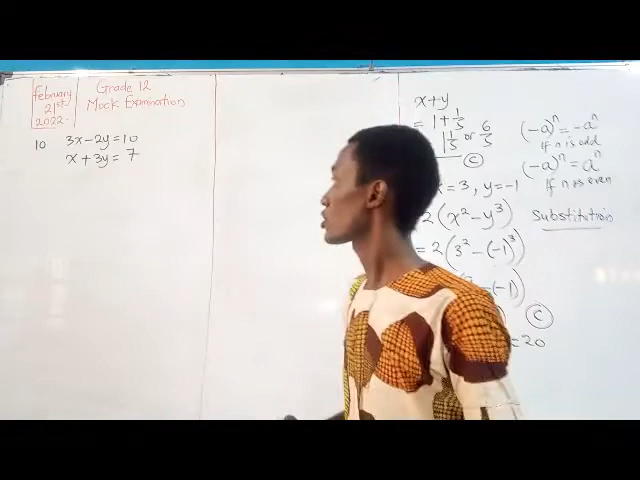 february
21st
2022.
Grade 12
Mock Examination
10 3x-2y=10
x+3y= 7
x+y
= 1+1/5
1 1/5 or 6/5
C
x=3, y=-1
2(x²-y³)
=2(3²-(-1)³)
-(-1)
C
=20
(-a)ⁿ=-aⁿ
If n is odd
(-a)ⁿ=aⁿ
If n is even
Substitution